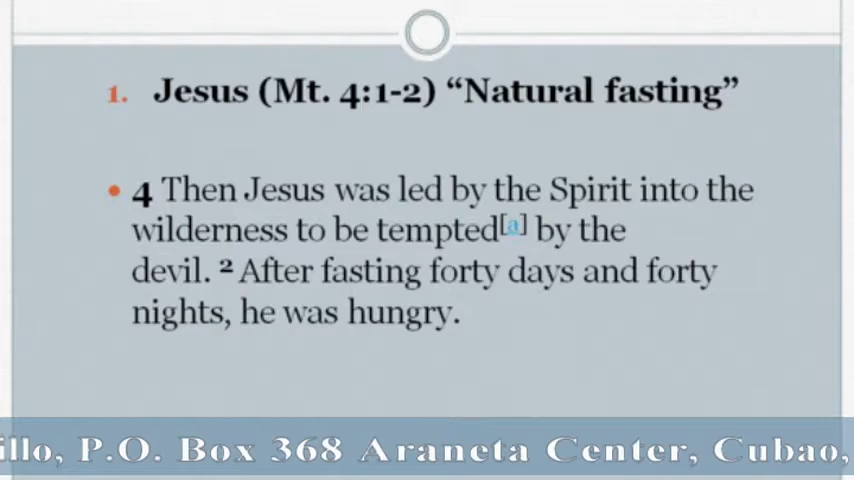 1. Jesus (Mt. 4:1-2) “Natural fasting”
• 4 Then Jesus was led by the Spirit into the
wilderness to be tempted[a] by the
devil. 2 After fasting forty days and forty
nights, he was hungry.
illo, P.O. Box 368 Araneta Center, Cubao,